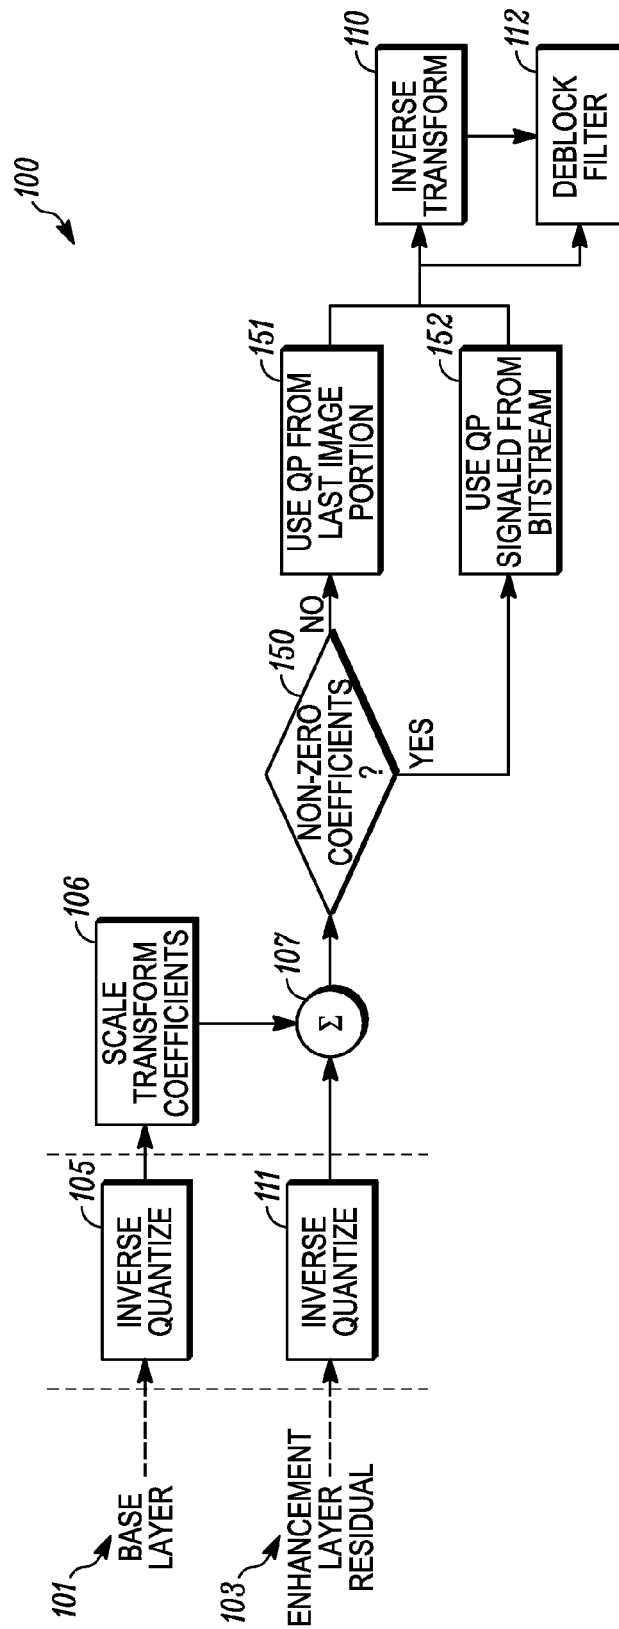 100
101
BASE
LAYER
105
INVERSE
QUANTIZE
106
SCALE
TRANSFORM
COEFFICIENTS
103
ENHANCEMENT
LAYER
RESIDUAL
111
INVERSE
QUANTIZE
107
Σ
150
NON-ZERO
COEFFICIENTS
?
NO
YES
151
USE QP FROM
LAST IMAGE
PORTION
152
USE QP
SIGNALED FROM
BITSTREAM
110
INVERSE
TRANSFORM
112
DEBLOCK
FILTER